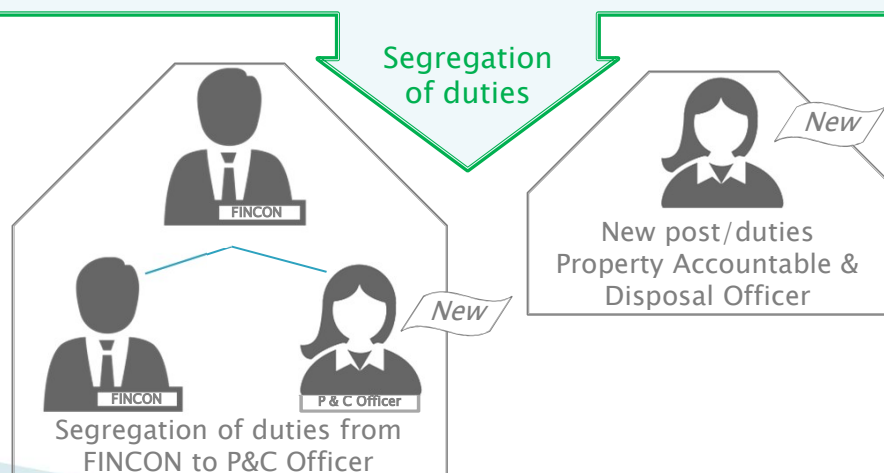 Segregation
of duties
FINCON
FINCON
New
P & C Officer
Segregation of duties from
FINCON to P&C Officer
New
New post/duties
Property Accountable &
Disposal Officer